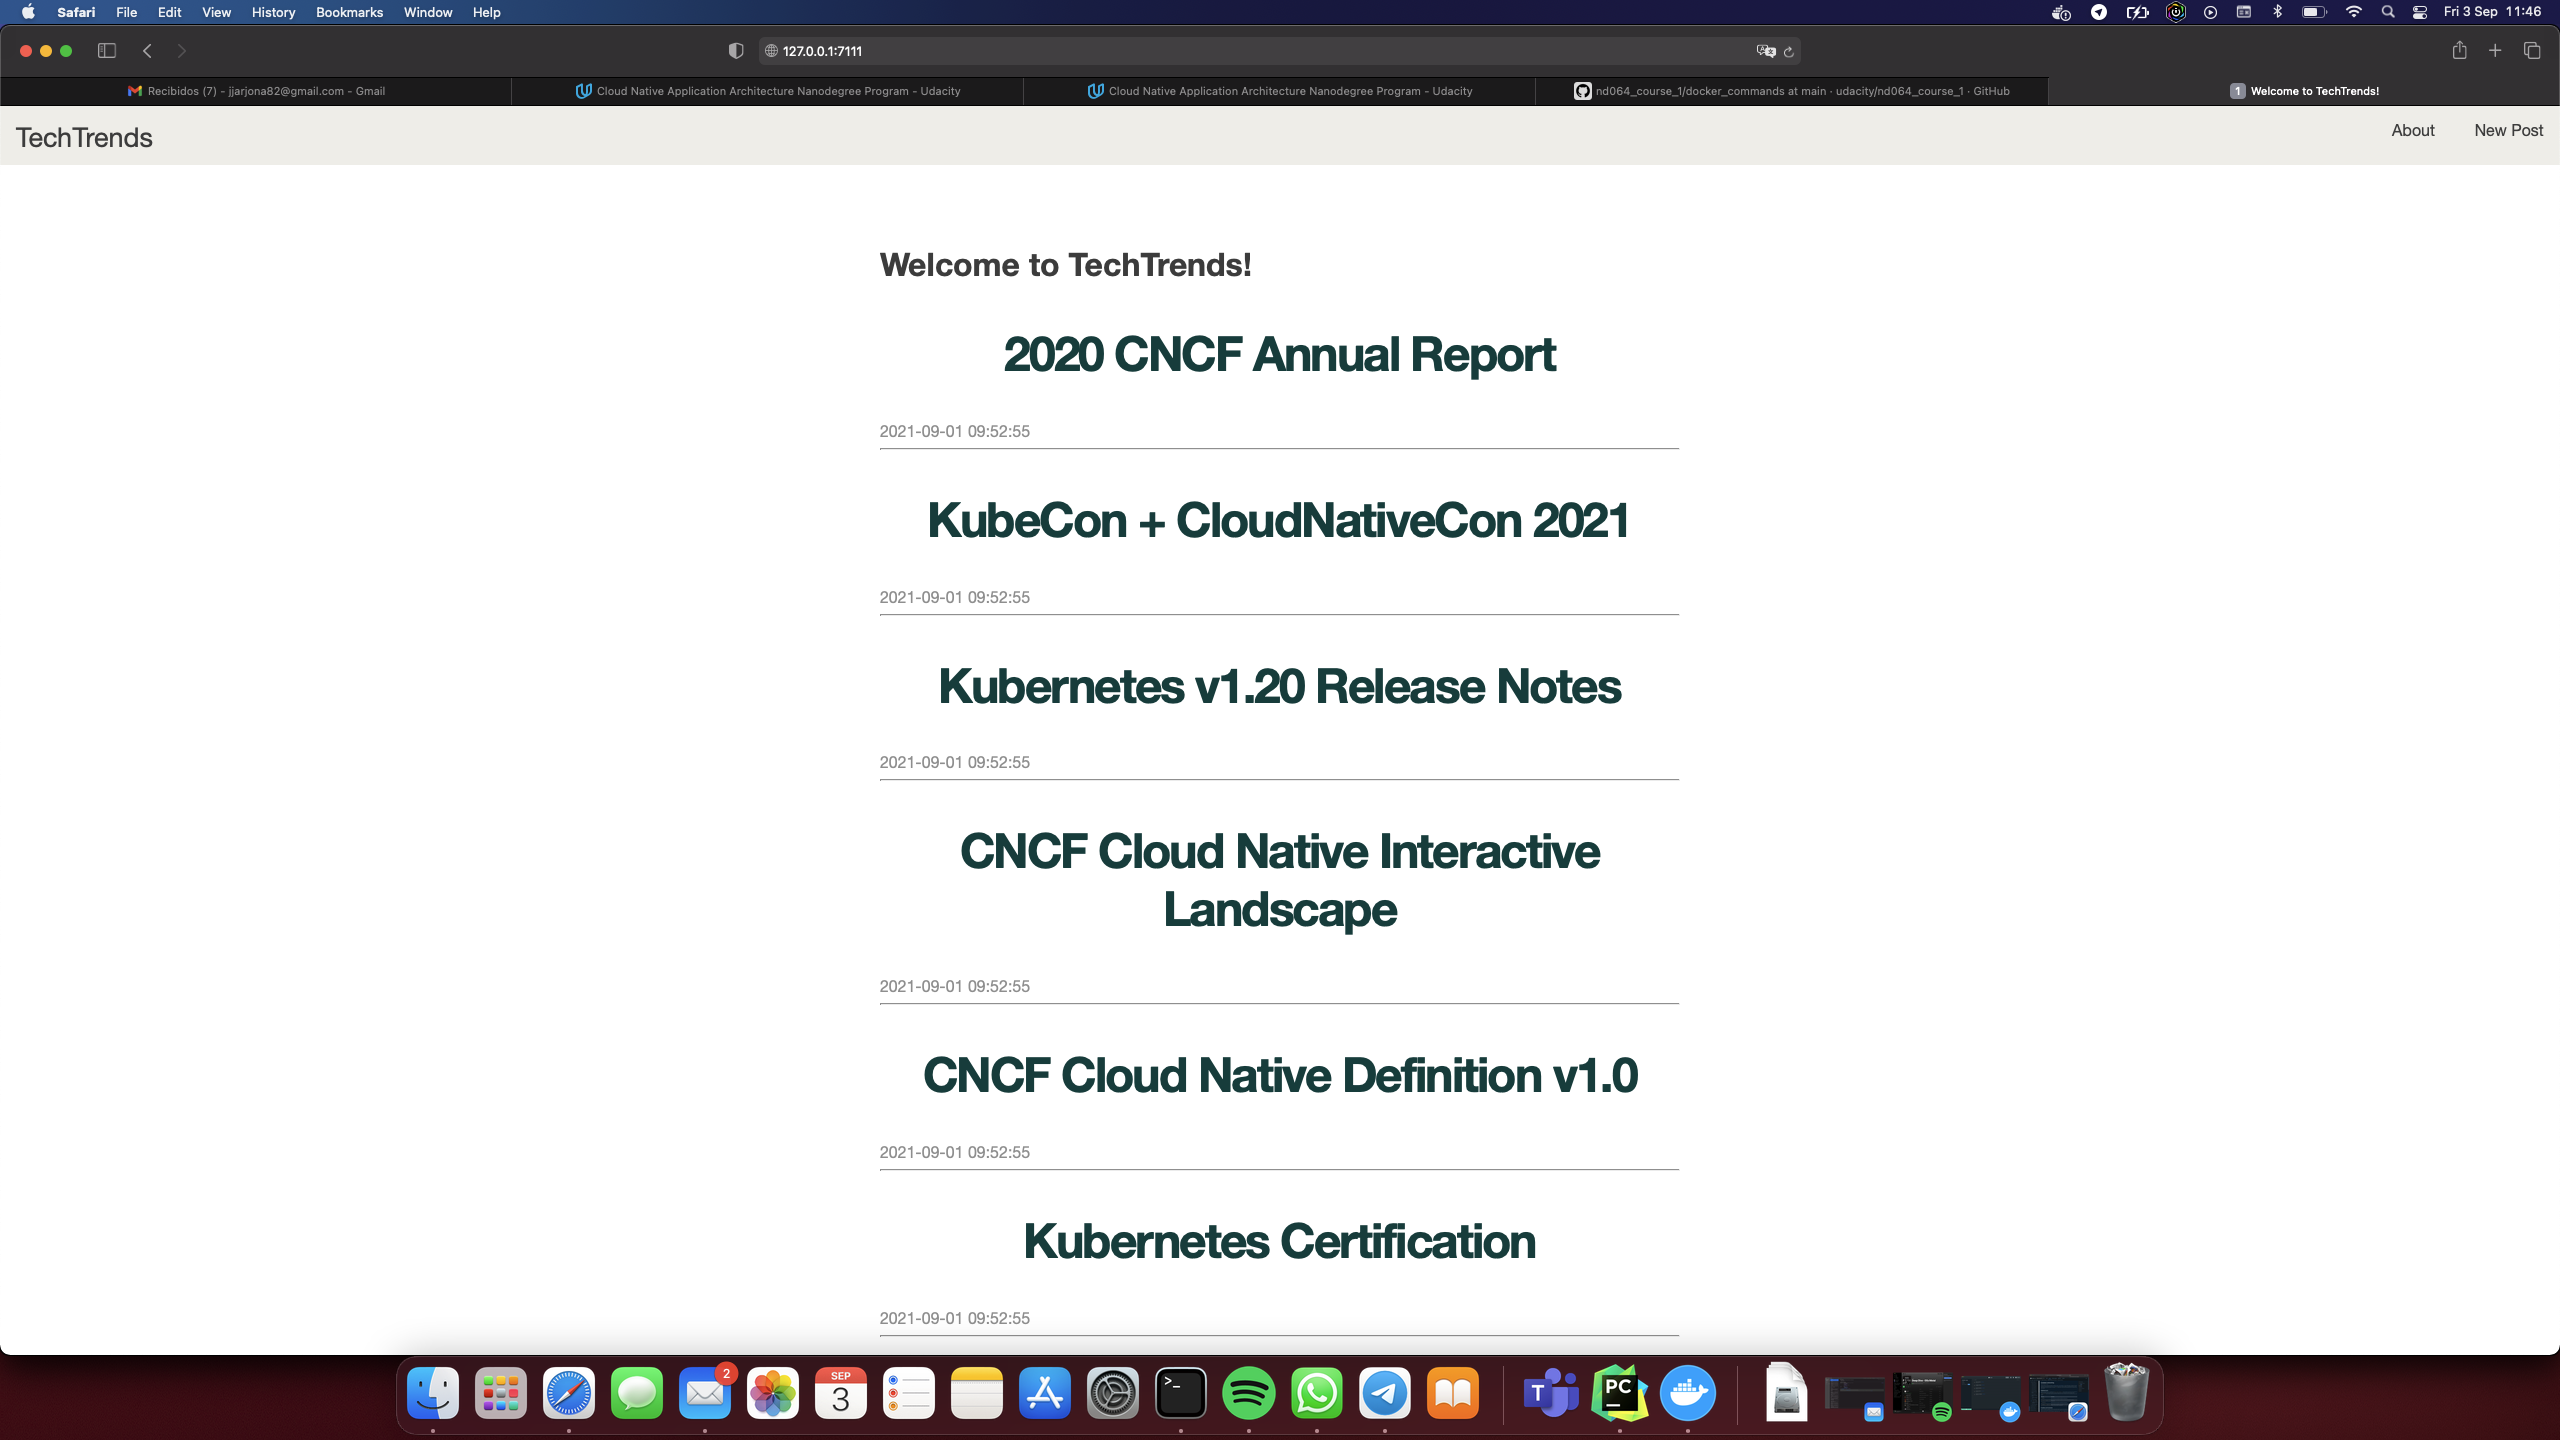 Safari File Edit View History Bookmarks Window Help Fri 3 Sep 11:46
127.0.0.1:7111
Recibidos (7) - jjarjona82@gmail.com - Gmail
Cloud Native Application Architecture Nanodegree Program - Udacity
Cloud Native Application Architecture Nanodegree Program - Udacity
nd064_course_1/docker_commands at main · udacity/nd064_course_1 · GitHub
1 Welcome to TechTrends!
TechTrends About New Post
Welcome to TechTrends!
2020 CNCF Annual Report
2021-09-01 09:52:55
KubeCon + CloudNativeCon 2021
2021-09-01 09:52:55
Kubernetes v1.20 Release Notes
2021-09-01 09:52:55
CNCF Cloud Native Interactive
Landscape
2021-09-01 09:52:55
CNCF Cloud Native Definition v1.0
2021-09-01 09:52:55
Kubernetes Certification
2021-09-01 09:52:55
2
SEP
3
>_
T
PC